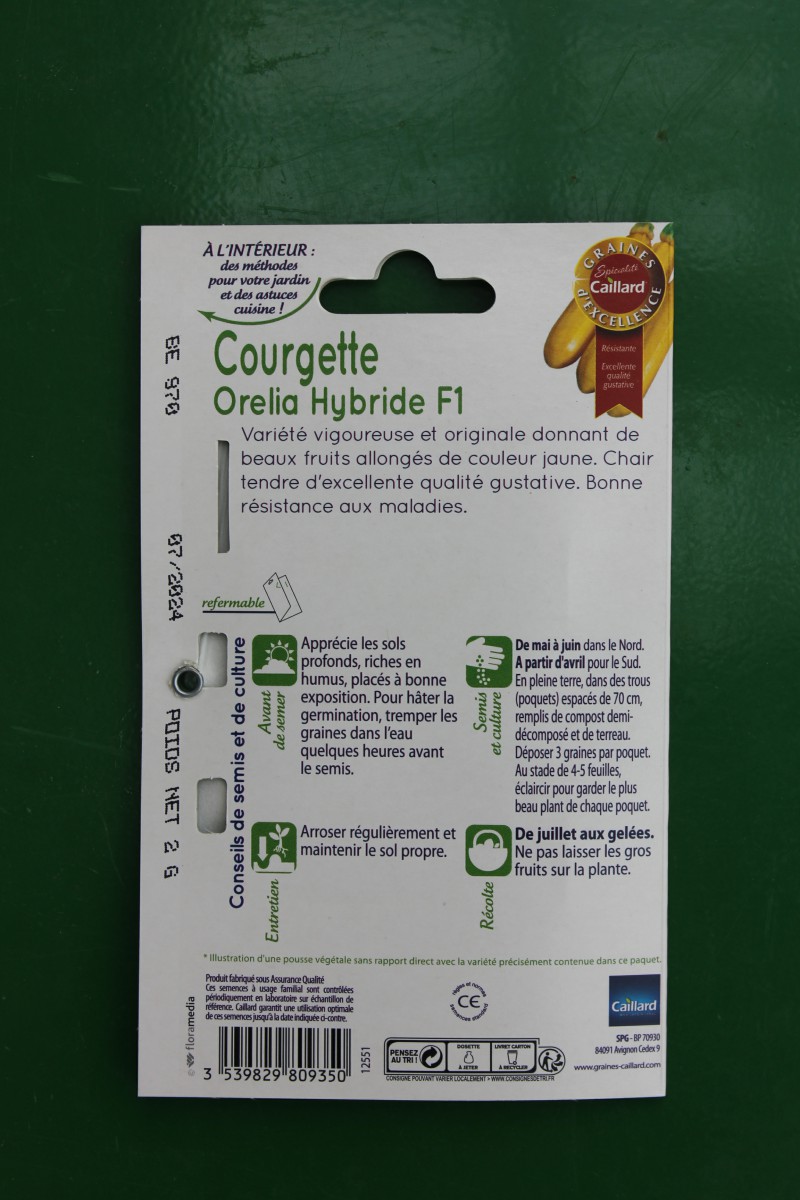 À L'INTÉRIEUR :
des méthodes
pour votre jardin
et des astuces
cuisine !
GRAINES
Spécialité
Caillard
d'EXCELLENCE
Résistante
Excellente
qualité
gustative
Courgette
Orelia Hybride F1
Variété vigoureuse et originale donnant de
beaux fruits allongés de couleur jaune. Chair
tendre d'excellente qualité gustative. Bonne
résistance aux maladies.
BE 970
07/2024
POIDS NET 2 G
refermable
Conseils de semis et de culture
Avant
de semer
Apprécie les sols
profonds, riches en
humus, placés à bonne
exposition. Pour hâter la
germination, tremper les
graines dans l'eau
quelques heures avant
le semis.
Semis
et culture
De mai à juin dans le Nord.
A partir d'avril pour le Sud.
En pleine terre, dans des trous
(poquets) espacés de 70 cm,
remplis de compost demi-
décomposé et de terreau.
Déposer 3 graines par poquet.
Au stade de 4-5 feuilles,
éclaircir pour garder le plus
beau plant de chaque poquet.
Entretien
Arroser régulièrement et
maintenir le sol propre.
Récolte
De juillet aux gelées.
Ne pas laisser les gros
fruits sur la plante.
* Illustration d'une pousse végétale sans rapport direct avec la variété précisément contenue dans ce paquet.
Produit fabriqué sous Assurance Qualité
Ces semences à usage familial sont contrôlées
périodiquement en laboratoire sur échantillon de
référence. Caillard garantit une utilisation optimale
de ces semences jusqu'à la date indiquée ci-contre.
© floramedia
3 539829 809350
12551
règles et normes
CE
semences standard
PENSEZ
AU TRI !
DOSETTE
À JETER
LIVRET CARTON
À RECYCLER
CONSIGNE POUVANT VARIER LOCALEMENT > WWW.CONSIGNESDETRI.FR
Caillard
SPG - BP 70930
84091 Avignon Cedex 9
www.graines-caillard.com